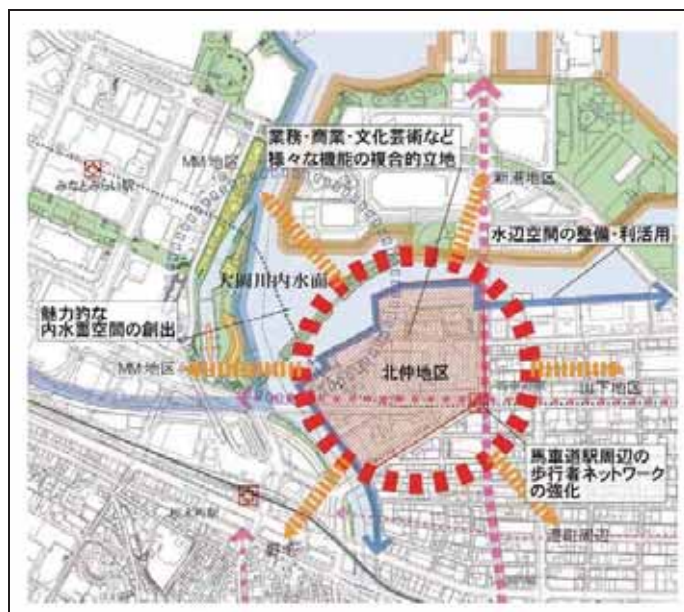 業務・商業・文化芸術など
様々な機能の複合的立地
MM地区
みなとみらい駅
新港地区
水辺空間の整備・利活用
大岡川内水面
魅力的な
内水面空間の創出
北仲地区
MM地区
山下地区
馬車道駅周辺の
歩行者ネットワーク
の強化
桜木町駅
野毛